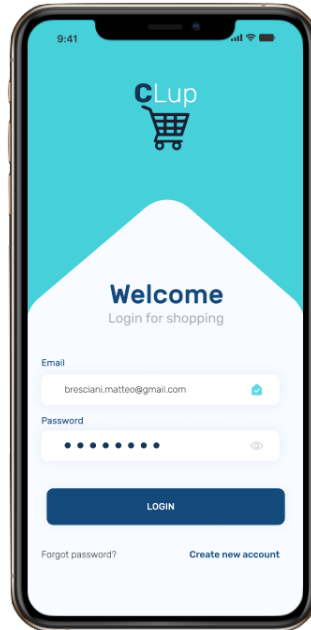 9:41
CLup
Welcome
Login for shopping
Email
bresciani.matteo@gmail.com
Password
LOGIN
Forgot password? Create new account